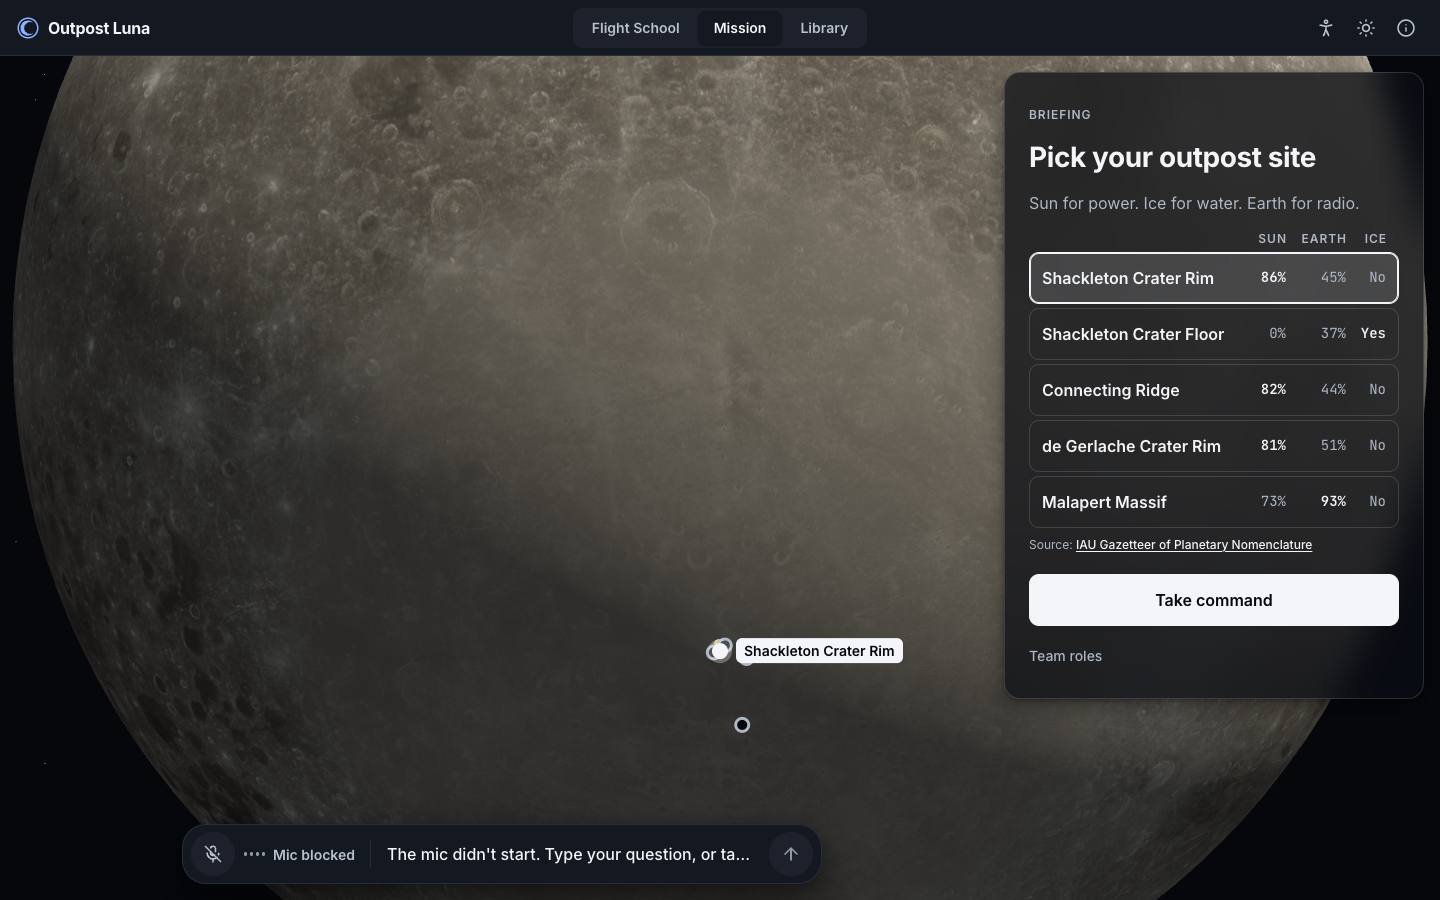 Outpost Luna
Flight School Mission Library
BRIEFING
Pick your outpost site
Sun for power. Ice for water. Earth for radio.
SUN EARTH ICE
Shackleton Crater Rim 86% 45% No
Shackleton Crater Floor 0% 37% Yes
Connecting Ridge 82% 44% No
de Gerlache Crater Rim 81% 51% No
Malapert Massif 73% 93% No
Source: IAU Gazetteer of Planetary Nomenclature
Take command
Team roles
Shackleton Crater Rim
Mic blocked The mic didn't start. Type your question, or ta...